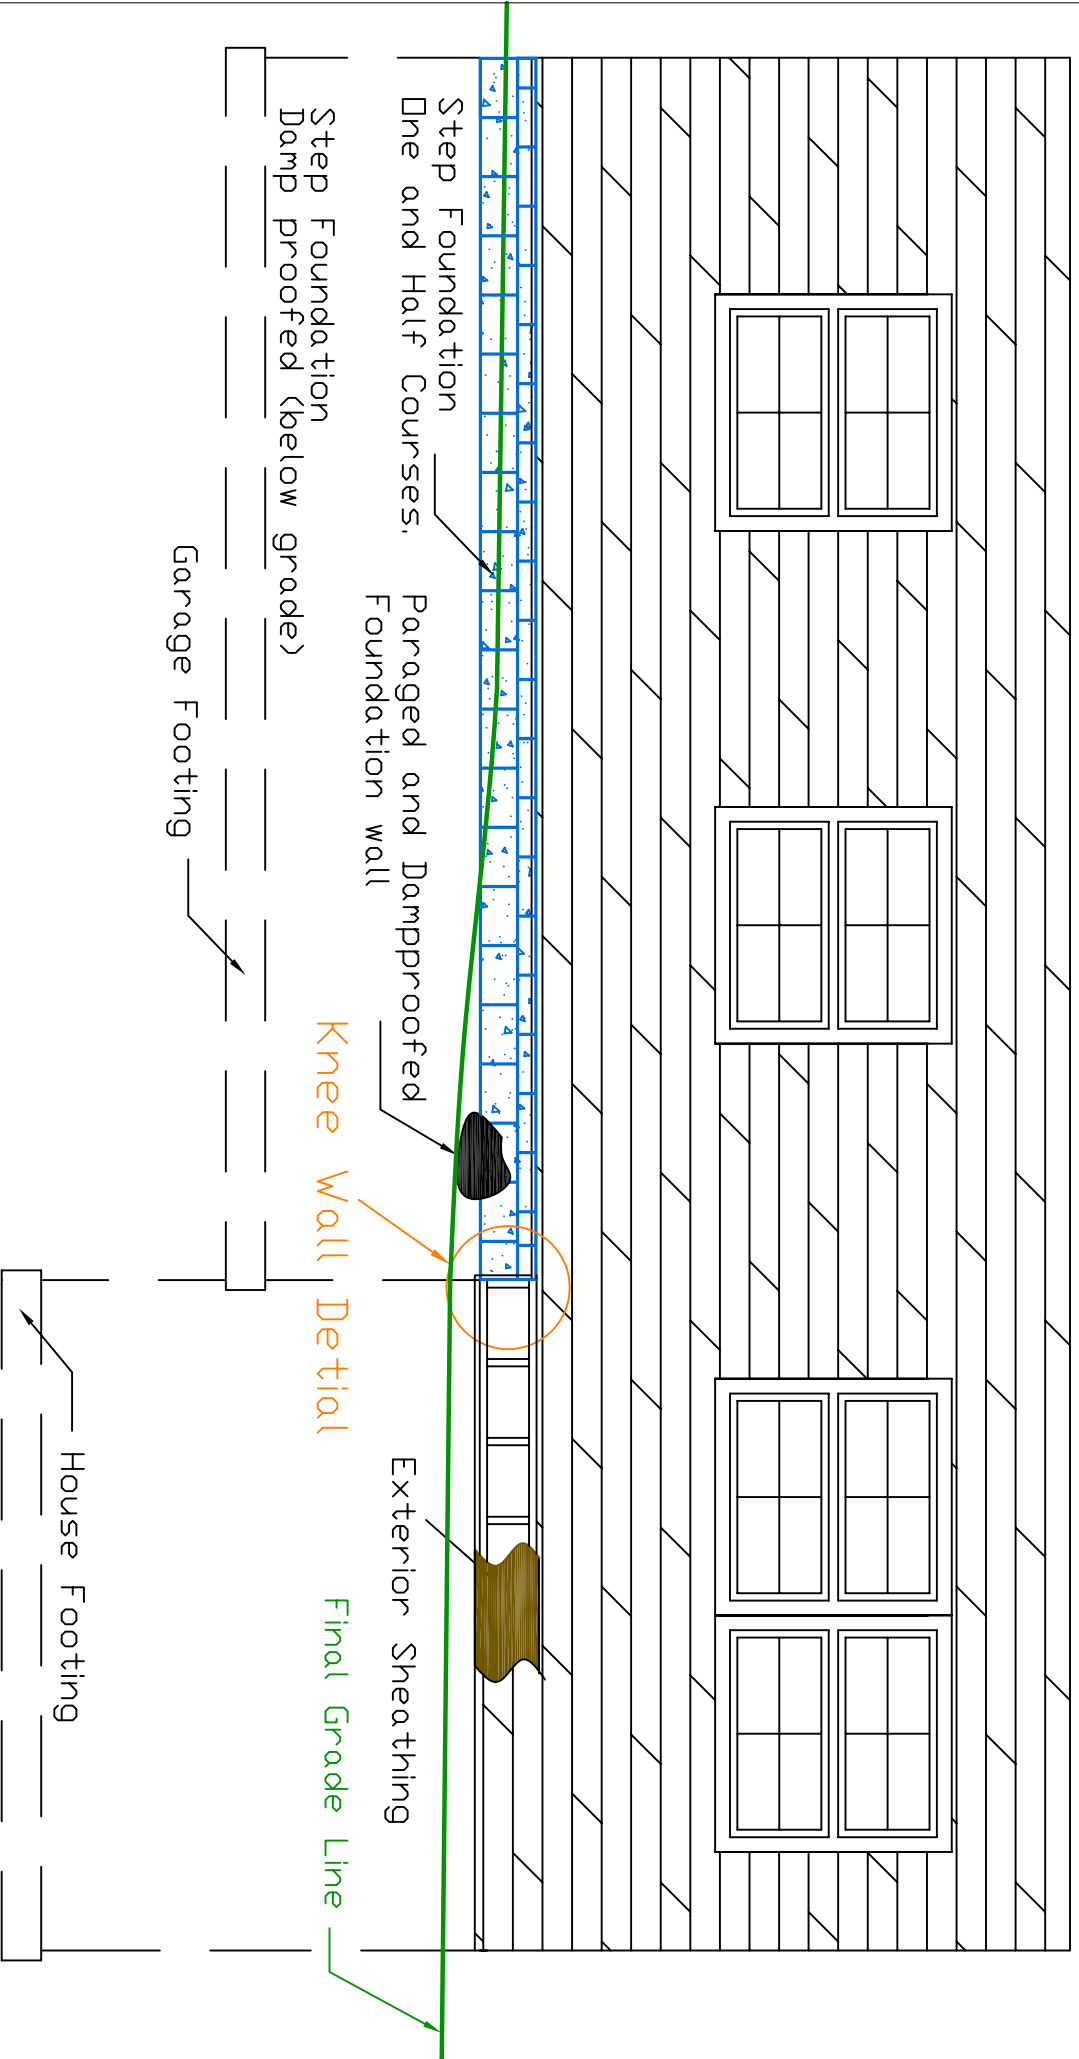 Step Foundation
One and Half Courses.
Step Foundation
Damp proofed (below grade)
Paraged and Dampproofed
Foundation wall
Garage Footing
Knee Wall Detial
Exterior Sheathing
Final Grade Line
House Footing